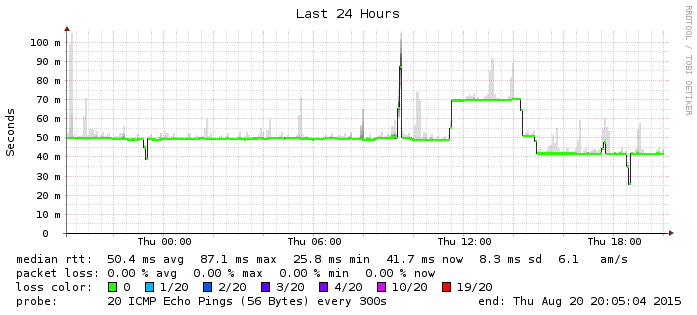 Last 24 Hours
RRDTOOL / TOBI OETIKER
Seconds
100 m
90 m
80 m
70 m
60 m
50 m
40 m
30 m
20 m
10 m
0
Thu 00:00 Thu 06:00 Thu 12:00 Thu 18:00
median rtt: 50.4 ms avg 87.1 ms max 25.8 ms min 41.7 ms now 8.3 ms sd 6.1 am/s
packet loss: 0.00 % avg 0.00 % max 0.00 % min 0.00 % now
loss color: 0 1/20 2/20 3/20 4/20 10/20 19/20
probe: 20 ICMP Echo Pings (56 Bytes) every 300s end: Thu Aug 20 20:05:04 2015